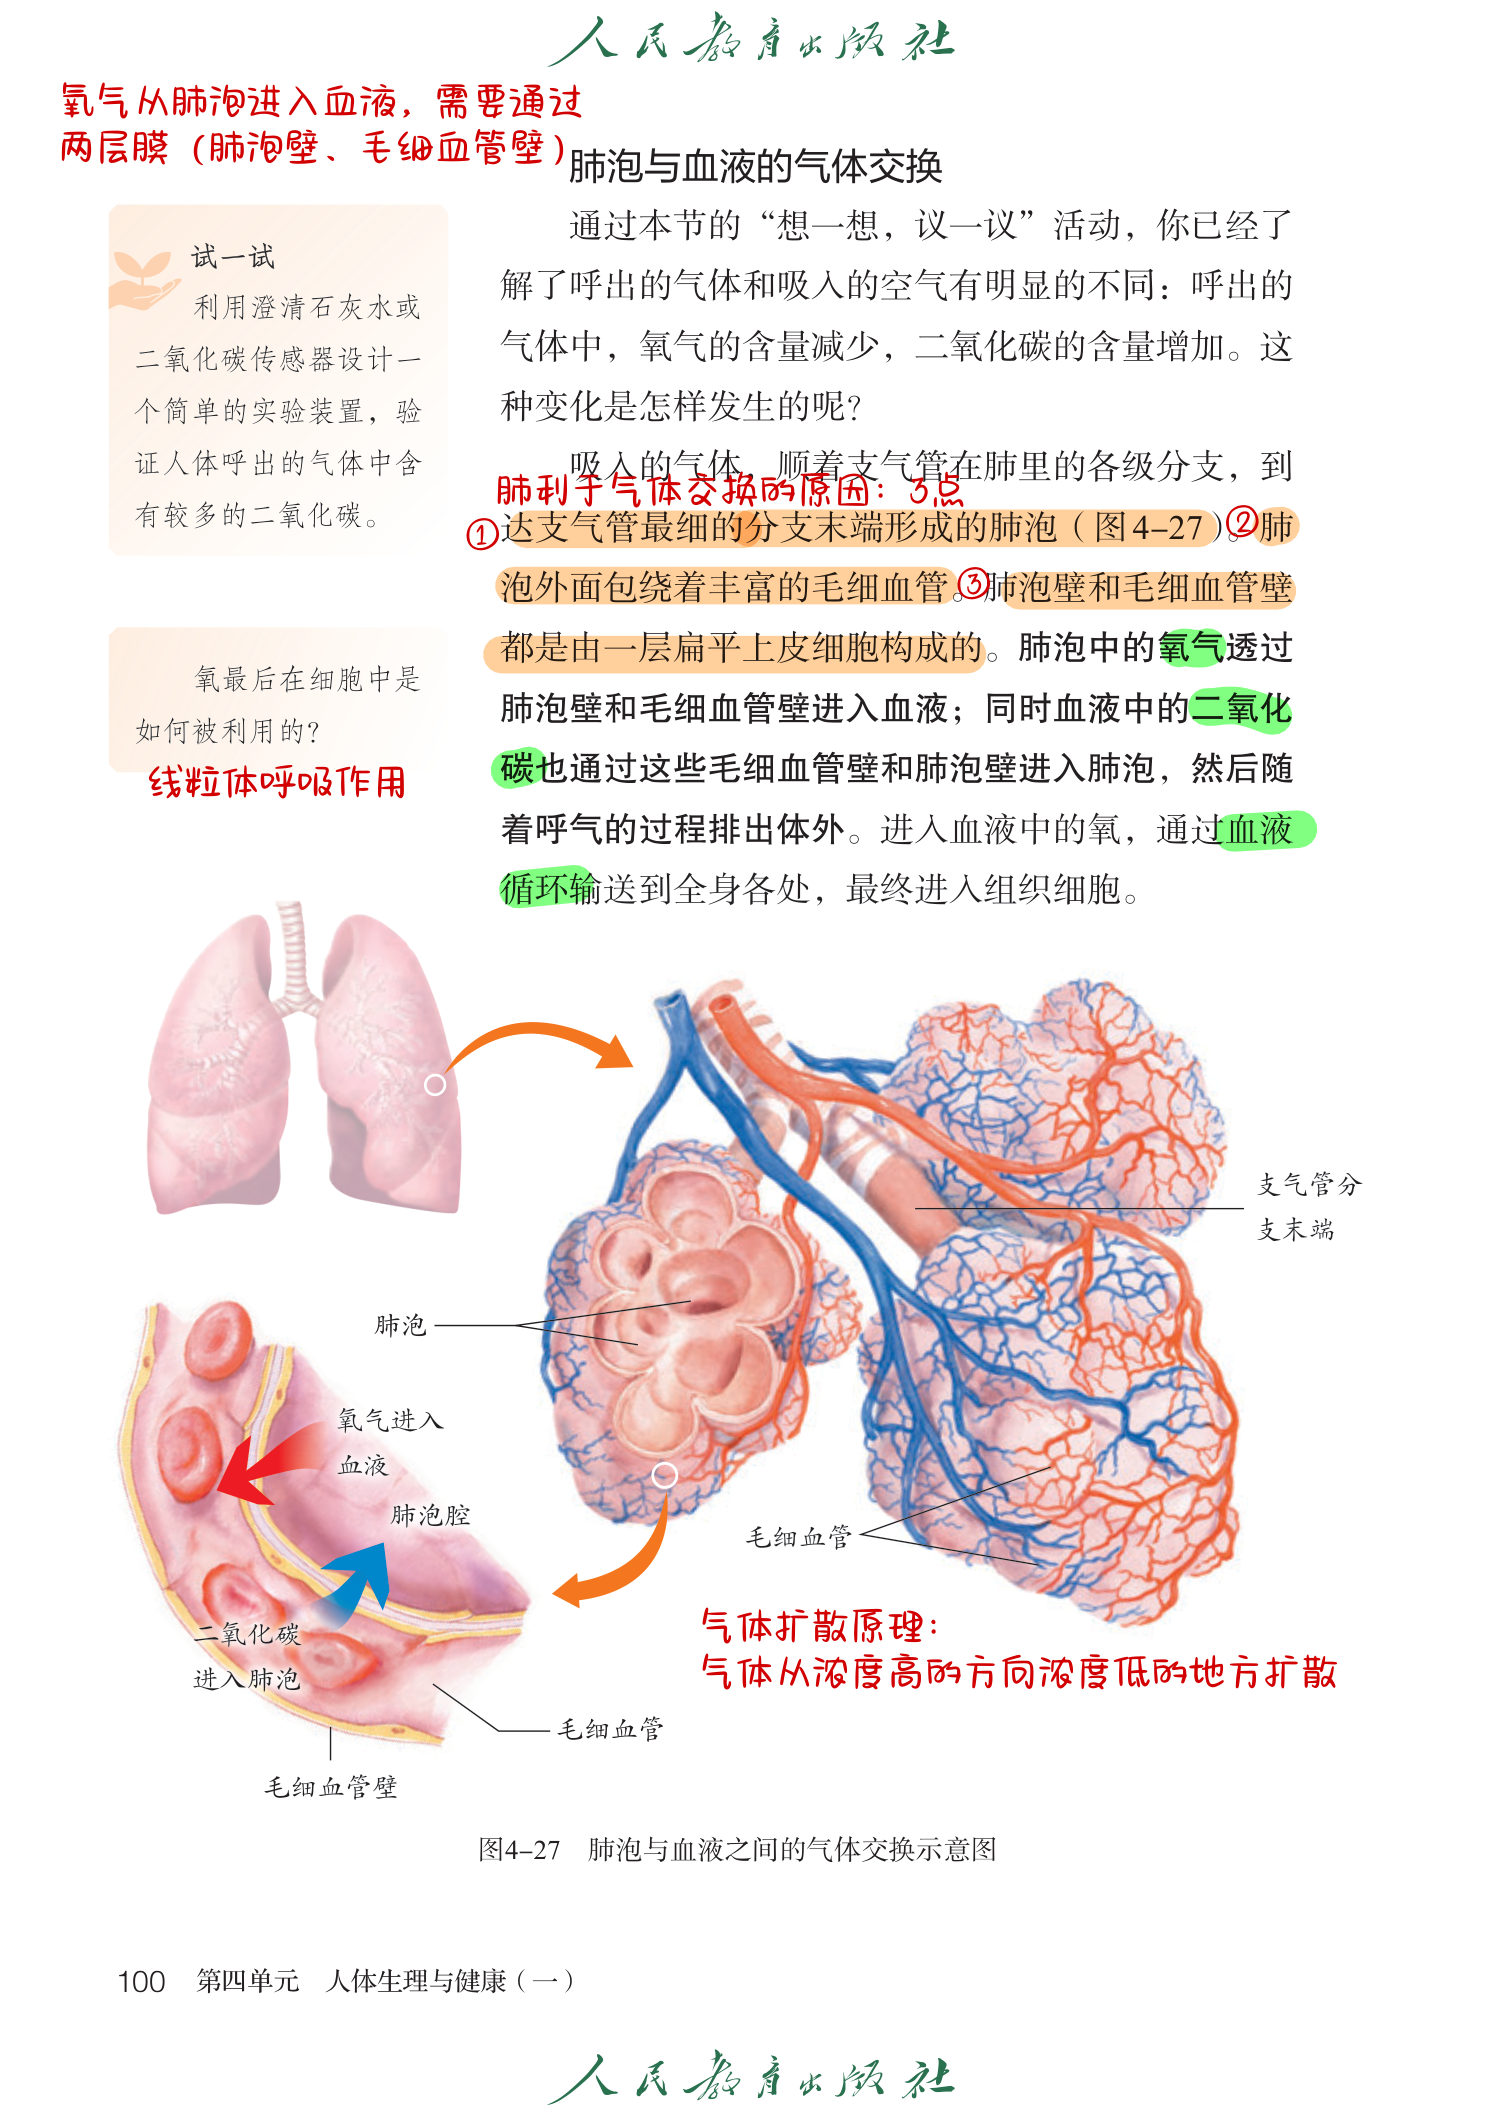 人民教育出版社
氧气从肺泡进入血液，需要通过
两层膜（肺泡壁、毛细血管壁）
肺泡与血液的气体交换
通过本节的“想一想，议一议”活动，你已经了
解了呼出的气体和吸入的空气有明显的不同：呼出的
气体中，氧气的含量减少，二氧化碳的含量增加。这
种变化是怎样发生的呢？
吸入的气体，顺着支气管在肺里的各级分支，到
肺利于气体交换的原因：3点
①达支气管最细的分支末端形成的肺泡（图4-27）。②肺
泡外面包绕着丰富的毛细血管。③肺泡壁和毛细血管壁
都是由一层扁平上皮细胞构成的。肺泡中的氧气透过
肺泡壁和毛细血管壁进入血液；同时血液中的二氧化
碳也通过这些毛细血管壁和肺泡壁进入肺泡，然后随
着呼气的过程排出体外。进入血液中的氧，通过血液
循环输送到全身各处，最终进入组织细胞。
试一试
利用澄清石灰水或
二氧化碳传感器设计一
个简单的实验装置，验
证人体呼出的气体中含
有较多的二氧化碳。
氧最后在细胞中是
如何被利用的？
线粒体呼吸作用
支气管分
支末端
肺泡
氧气进入
血液
肺泡腔
毛细血管
二氧化碳
进入肺泡
气体扩散原理：
气体从浓度高的方向浓度低的地方扩散
毛细血管
毛细血管壁
图4-27 肺泡与血液之间的气体交换示意图
100 第四单元 人体生理与健康（一）
人民教育出版社